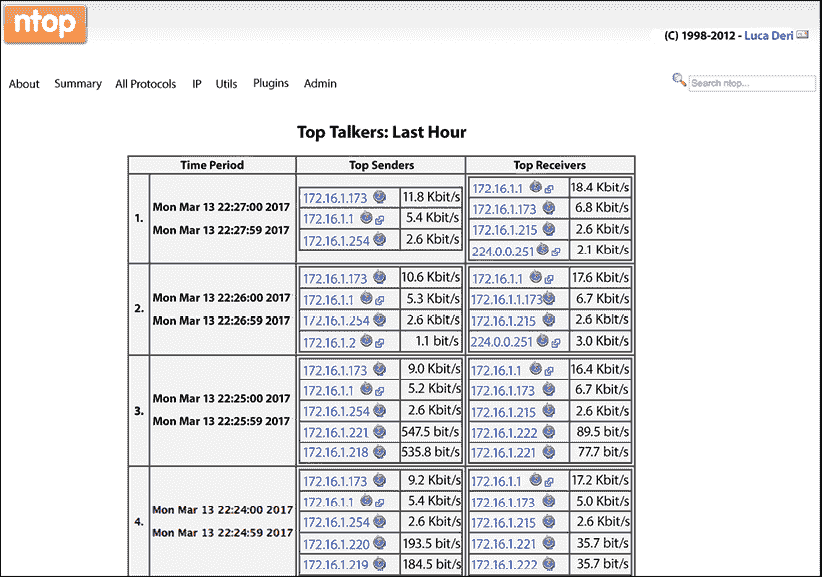 ntop
(C) 1998-2012 - Luca Deri
About Summary All Protocols IP Utils Plugins Admin
Search ntop...
Top Talkers: Last Hour
Time Period Top Senders Top Receivers
1.
Mon Mar 13 22:27:00 2017
Mon Mar 13 22:27:59 2017
172.16.1.173 11.8 Kbit/s
172.16.1.1 5.4 Kbit/s
172.16.1.254 2.6 Kbit/s
172.16.1.1 18.4 Kbit/s
172.16.1.173 6.8 Kbit/s
172.16.1.215 2.6 Kbit/s
224.0.0.251 2.1 Kbit/s
2.
Mon Mar 13 22:26:00 2017
Mon Mar 13 22:26:59 2017
172.16.1.173 10.6 Kbit/s
172.16.1.1 5.3 Kbit/s
172.16.1.254 2.6 Kbit/s
172.16.1.2 1.1 bit/s
172.16.1.1 17.6 Kbit/s
172.16.1.1.173 6.7 Kbit/s
172.16.1.215 2.6 Kbit/s
224.0.0.251 3.0 Kbit/s
3.
Mon Mar 13 22:25:00 2017
Mon Mar 13 22:25:59 2017
172.16.1.173 9.0 Kbit/s
172.16.1.1 5.2 Kbit/s
172.16.1.254 2.6 Kbit/s
172.16.1.221 547.5 bit/s
172.16.1.218 535.8 bit/s
172.16.1.1 16.4 Kbit/s
172.16.1.173 6.7 Kbit/s
172.16.1.215 2.6 Kbit/s
172.16.1.222 89.5 bit/s
172.16.1.221 77.7 bit/s
4.
Mon Mar 13 22:24:00 2017
Mon Mar 13 22:24:59 2017
172.16.1.173 9.2 Kbit/s
172.16.1.1 5.4 Kbit/s
172.16.1.254 2.6 Kbit/s
172.16.1.220 193.5 bit/s
172.16.1.219 184.5 bit/s
172.16.1.1 17.2 Kbit/s
172.16.1.173 5.0 Kbit/s
172.16.1.215 2.6 Kbit/s
172.16.1.221 35.7 bit/s
172.16.1.222 35.7 bit/s